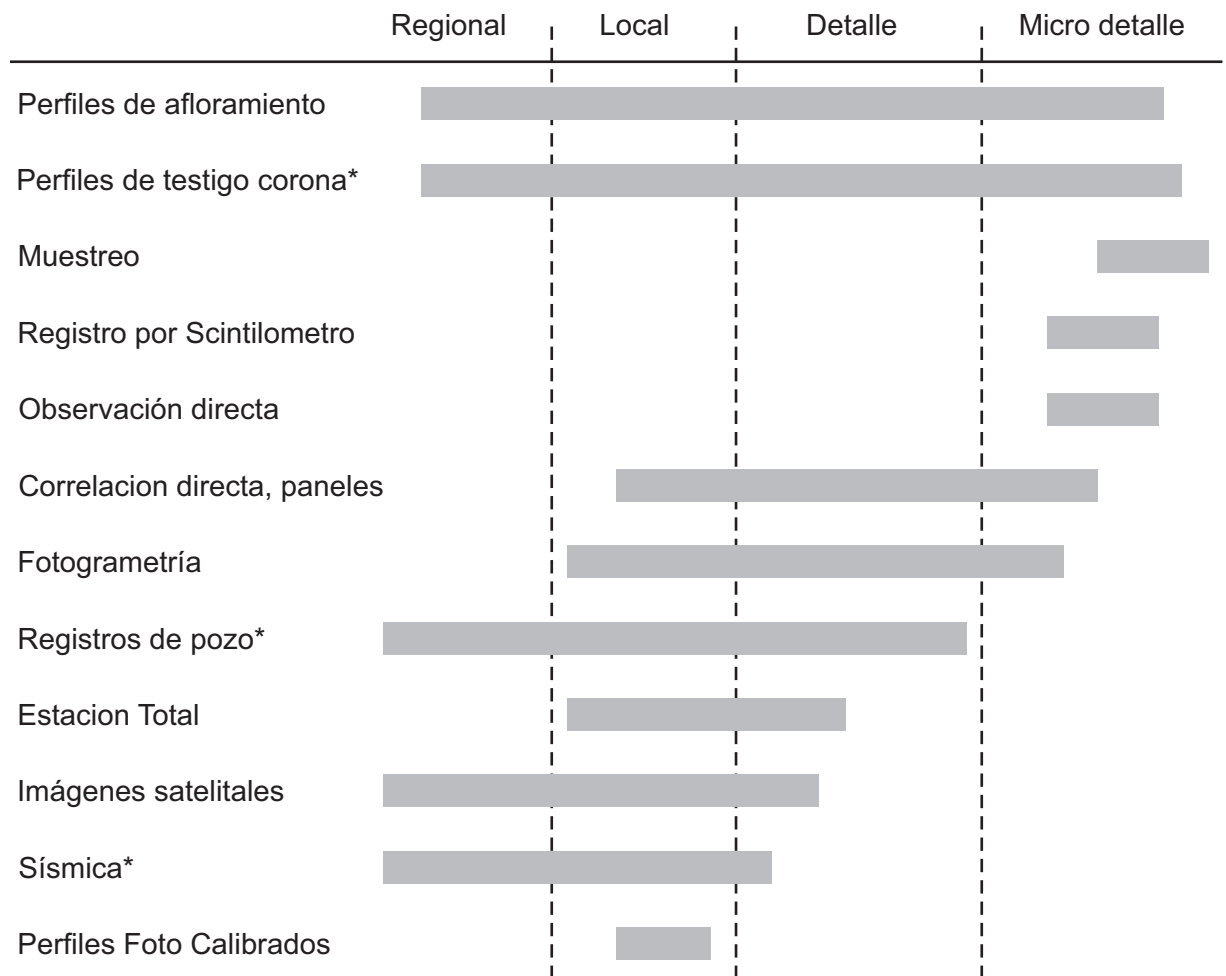 Regional Local Detalle Micro detalle
Perfiles de afloramiento
Perfiles de testigo corona*
Muestreo
Registro por Scintilometro
Observación directa
Correlacion directa, paneles
Fotogrametría
Registros de pozo*
Estacion Total
Imágenes satelitales
Sísmica*
Perfiles Foto Calibrados